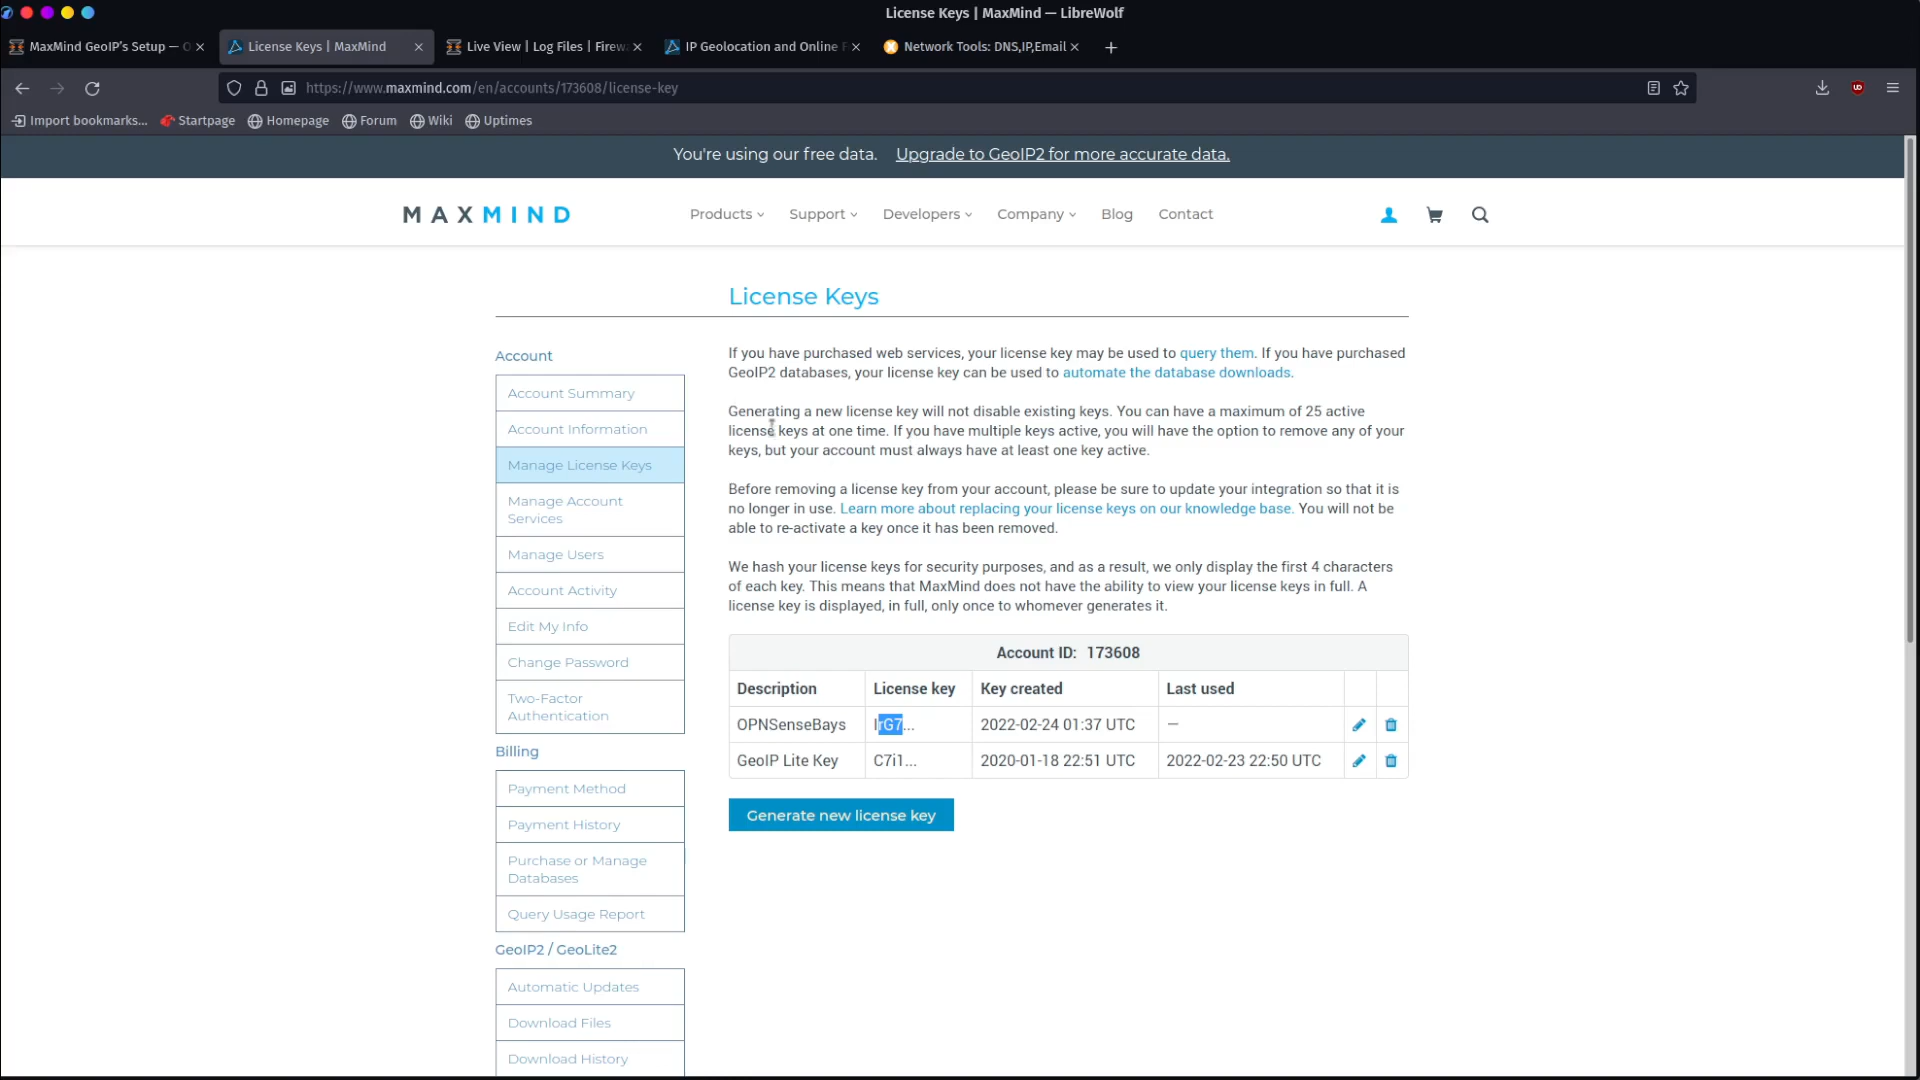 License Keys | MaxMind — LibreWolf
MaxMind GeoIP's Setup — O
License Keys | MaxMind
Live View | Log Files | Firew
IP Geolocation and Online F
Network Tools: DNS,IP,Email
https://www.maxmind.com/en/accounts/173608/license-key
Import bookmarks...
Startpage
Homepage
Forum
Wiki
Uptimes
You're using our free data. Upgrade to GeoIP2 for more accurate data.
MAXMIND
Products
Support
Developers
Company
Blog
Contact
License Keys
Account
Account Summary
Account Information
Manage License Keys
Manage Account
Services
Manage Users
Account Activity
Edit My Info
Change Password
Two-Factor
Authentication
Billing
Payment Method
Payment History
Purchase or Manage
Databases
Query Usage Report
GeoIP2 / GeoLite2
Automatic Updates
Download Files
Download History
If you have purchased web services, your license key may be used to query them. If you have purchased
GeoIP2 databases, your license key can be used to automate the database downloads.
Generating a new license key will not disable existing keys. You can have a maximum of 25 active
license keys at one time. If you have multiple keys active, you will have the option to remove any of your
keys, but your account must always have at least one key active.
Before removing a license key from your account, please be sure to update your integration so that it is
no longer in use. Learn more about replacing your license keys on our knowledge base. You will not be
able to re-activate a key once it has been removed.
We hash your license keys for security purposes, and as a result, we only display the first 4 characters
of each key. This means that MaxMind does not have the ability to view your license keys in full. A
license key is displayed, in full, only once to whomever generates it.
Account ID: 173608
Description License key Key created Last used
OPNSenseBays IrG7... 2022-02-24 01:37 UTC —
GeoIP Lite Key C7i1... 2020-01-18 22:51 UTC 2022-02-23 22:50 UTC
Generate new license key